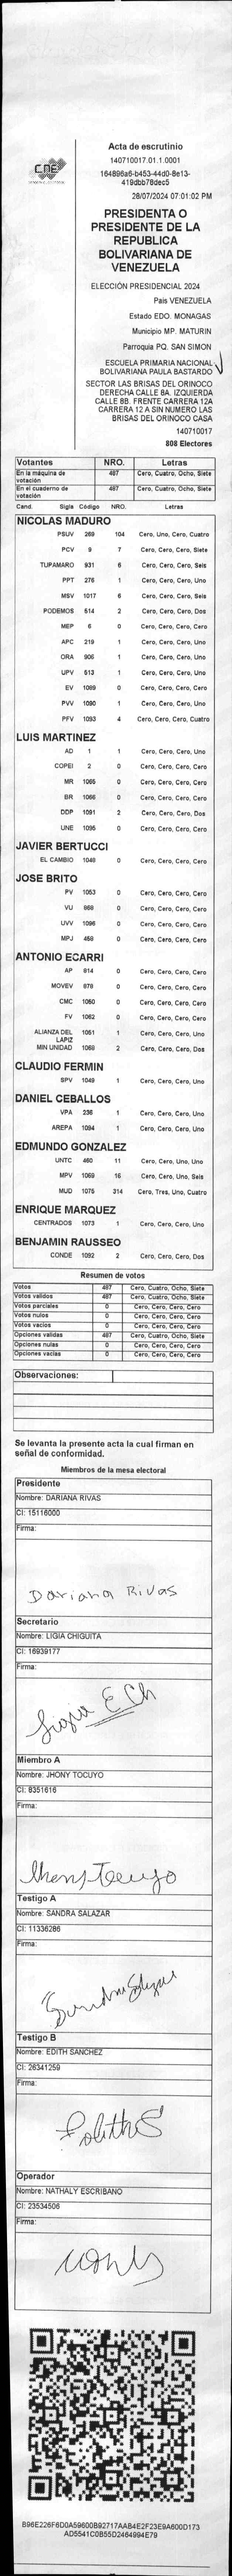 CNE
Acta de escrutinio
140710017.01.1.0001
164896a6-b453-44d0-8e13-
419dbb78dec5
28/07/2024 07:01:02 PM
PRESIDENTA O
PRESIDENTE DE LA
REPUBLICA
BOLIVARIANA DE
VENEZUELA
ELECCIÓN PRESIDENCIAL 2024
Pais VENEZUELA
Estado EDO. MONAGAS
Municipio MP. MATURIN
Parroquia PQ. SAN SIMON
ESCUELA PRIMARIA NACIONAL
BOLIVARIANA PAULA BASTARDO
SECTOR LAS BRISAS DEL ORINOCO
DERECHA CALLE 8A. IZQUIERDA
CALLE 8B. FRENTE CARRERA 12A
CARRERA 12 A SIN NUMERO LAS
BRISAS DEL ORINOCO CASA
140710017
808 Electores
Votantes NRO. Letras
En la máquina de votación 487 Cero, Cuatro, Ocho, Siete
En el cuaderno de votación 487 Cero, Cuatro, Ocho, Siete
Cand. Sigla Código NRO. Letras
NICOLAS MADURO
PSUV 269 104 Cero, Uno, Cero, Cuatro
PCV 9 7 Cero, Cero, Cero, Siete
TUPAMARO 931 6 Cero, Cero, Cero, Seis
PPT 276 1 Cero, Cero, Cero, Uno
MSV 1017 6 Cero, Cero, Cero, Seis
PODEMOS 514 2 Cero, Cero, Cero, Dos
MEP 6 0 Cero, Cero, Cero, Cero
APC 219 1 Cero, Cero, Cero, Uno
ORA 906 1 Cero, Cero, Cero, Uno
UPV 513 1 Cero, Cero, Cero, Uno
EV 1089 0 Cero, Cero, Cero, Cero
PVV 1090 1 Cero, Cero, Cero, Uno
PFV 1093 4 Cero, Cero, Cero, Cuatro
LUIS MARTINEZ
AD 1 1 Cero, Cero, Cero, Uno
COPEI 2 0 Cero, Cero, Cero, Cero
MR 1065 0 Cero, Cero, Cero, Cero
BR 1066 0 Cero, Cero, Cero, Cero
DDP 1091 2 Cero, Cero, Cero, Dos
UNE 1095 0 Cero, Cero, Cero, Cero
JAVIER BERTUCCI
EL CAMBIO 1048 0 Cero, Cero, Cero, Cero
JOSE BRITO
PV 1053 0 Cero, Cero, Cero, Cero
VU 868 0 Cero, Cero, Cero, Cero
UVV 1096 0 Cero, Cero, Cero, Cero
MPJ 458 0 Cero, Cero, Cero, Cero
ANTONIO ECARRI
AP 814 0 Cero, Cero, Cero, Cero
MOVEV 878 0 Cero, Cero, Cero, Cero
CMC 1050 0 Cero, Cero, Cero, Cero
FV 1062 0 Cero, Cero, Cero, Cero
ALIANZA DEL LAPIZ 1051 1 Cero, Cero, Cero, Uno
MIN UNIDAD 1068 2 Cero, Cero, Cero, Dos
CLAUDIO FERMIN
SPV 1049 1 Cero, Cero, Cero, Uno
DANIEL CEBALLOS
VPA 236 1 Cero, Cero, Cero, Uno
AREPA 1094 1 Cero, Cero, Cero, Uno
EDMUNDO GONZALEZ
UNTC 460 11 Cero, Cero, Uno, Uno
MPV 1069 16 Cero, Cero, Uno, Seis
MUD 1075 314 Cero, Tres, Uno, Cuatro
ENRIQUE MARQUEZ
CENTRADOS 1073 1 Cero, Cero, Cero, Uno
BENJAMIN RAUSSEO
CONDE 1092 2 Cero, Cero, Cero, Dos
Resumen de votos
Votos 487 Cero, Cuatro, Ocho, Siete
Votos validos 487 Cero, Cuatro, Ocho, Siete
Votos parciales 0 Cero, Cero, Cero, Cero
Votos nulos 0 Cero, Cero, Cero, Cero
Votos vacios 0 Cero, Cero, Cero, Cero
Opciones validas 487 Cero, Cuatro, Ocho, Siete
Opciones nulas 0 Cero, Cero, Cero, Cero
Opciones vacias 0 Cero, Cero, Cero, Cero
Observaciones:
Se levanta la presente acta la cual firman en
señal de conformidad.
Miembros de la mesa electoral
Presidente
Nombre: DARIANA RIVAS
CI: 15116000
Firma:
Dariana Rivas
Secretario
Nombre: LIGIA CHIGUITA
CI: 16939177
Firma:
Ligia E Ch
Miembro A
Nombre: JHONY TOCUYO
CI: 8351616
Firma:
Jhony Tocuyo
Testigo A
Nombre: SANDRA SALAZAR
CI: 11336286
Firma:
Sandra Salazar
Testigo B
Nombre: EDITH SANCHEZ
CI: 26341259
Firma:
Edith S
Operador
Nombre: NATHALY ESCRIBANO
CI: 23534506
Firma:
B96E226F6D0A59600B92717AAB4E2F23E9A600D173
AD5541C0B55D2464994E79